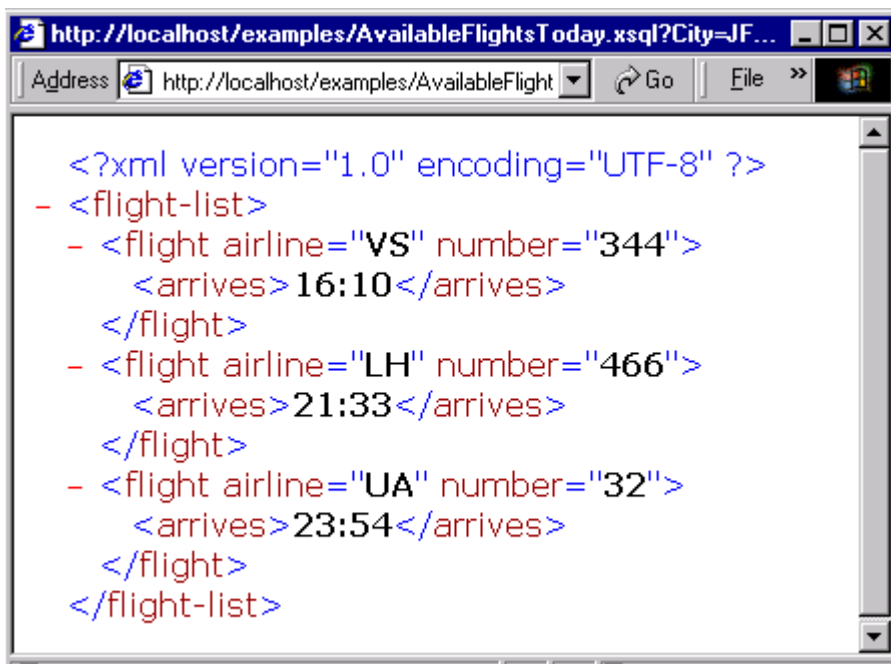 http://localhost/examples/AvailableFlightsToday.xsql?City=JF...
Address http://localhost/examples/AvailableFlight Go File »
<?xml version="1.0" encoding="UTF-8" ?>
– <flight-list>
– <flight airline="VS" number="344">
<arrives>16:10</arrives>
</flight>
– <flight airline="LH" number="466">
<arrives>21:33</arrives>
</flight>
– <flight airline="UA" number="32">
<arrives>23:54</arrives>
</flight>
</flight-list>